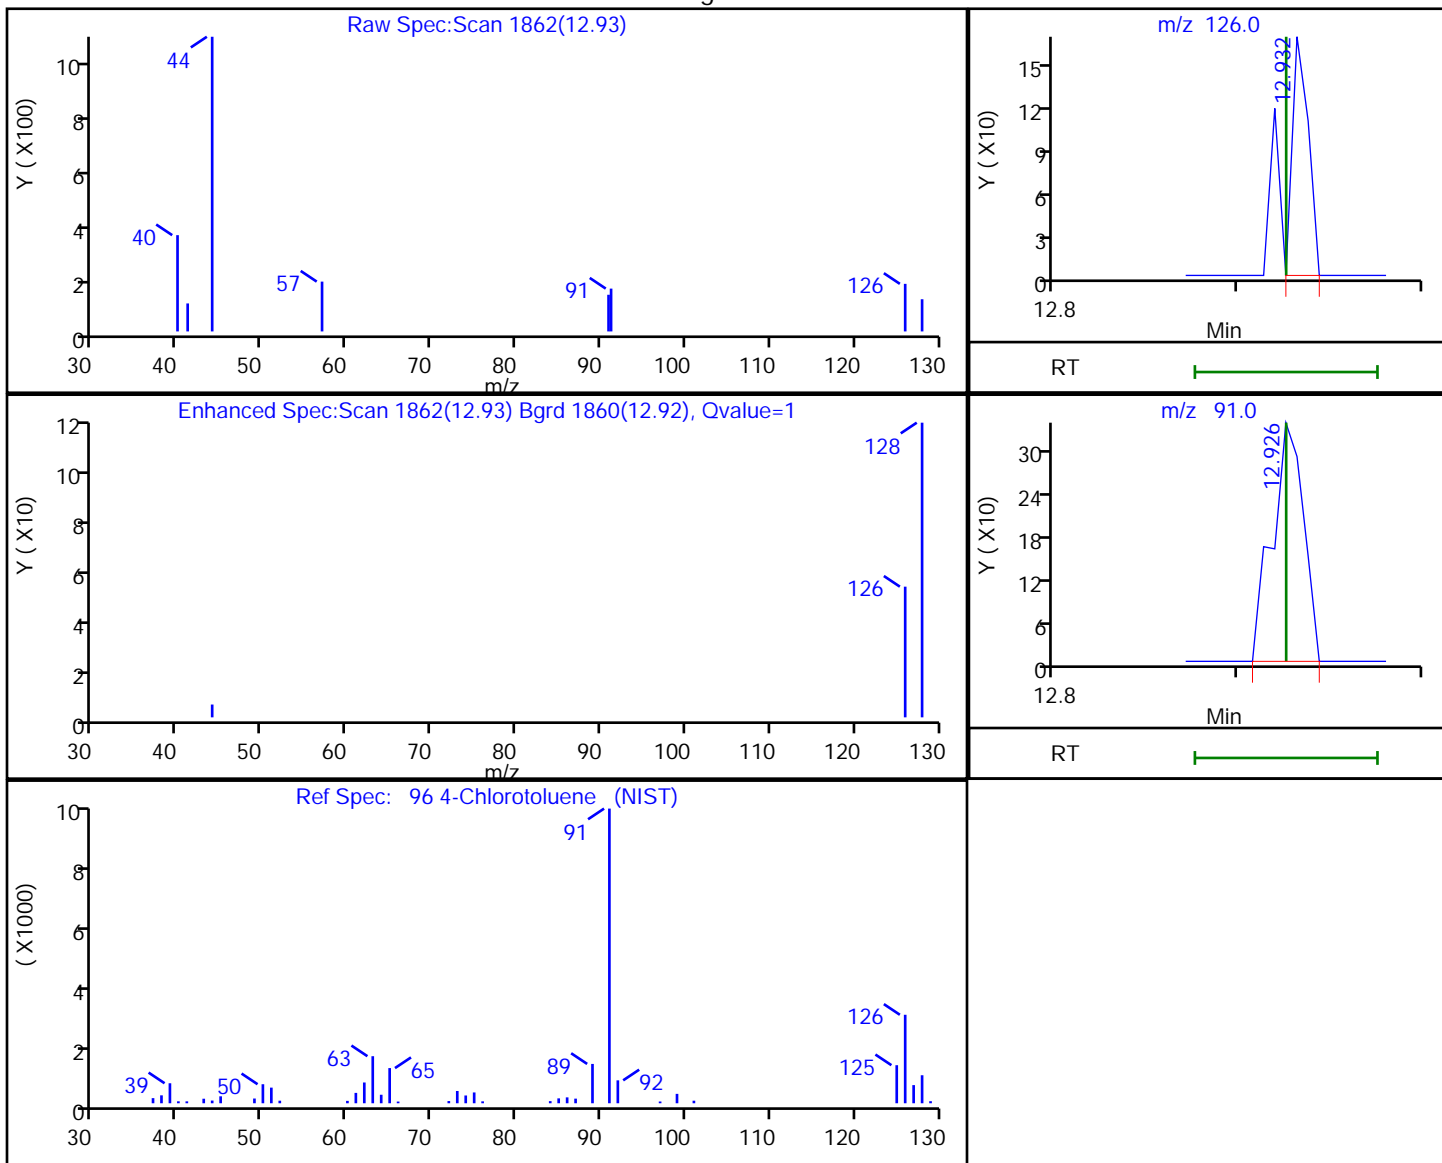 Raw Spec:Scan 1862(12.93)
Y ( X100)
10
8
6
4
2
0
44
40
57
91
126
30 40 50 60 70 80 90 100 110 120 130
m/z
m/z 126.0
Y ( X10)
15
12
9
6
3
0
12.932
12.8
Min
RT
Enhanced Spec:Scan 1862(12.93) Bgrd 1860(12.92), Qvalue=1
Y ( X10)
12
10
8
6
4
2
0
128
126
30 40 50 60 70 80 90 100 110 120 130
m/z
m/z 91.0
Y ( X10)
30
24
18
12
6
0
12.926
12.8
Min
RT
Ref Spec: 96 4-Chlorotoluene (NIST)
( X1000)
10
8
6
4
2
0
91
126
125
63
65
89
92
39
50
30 40 50 60 70 80 90 100 110 120 130